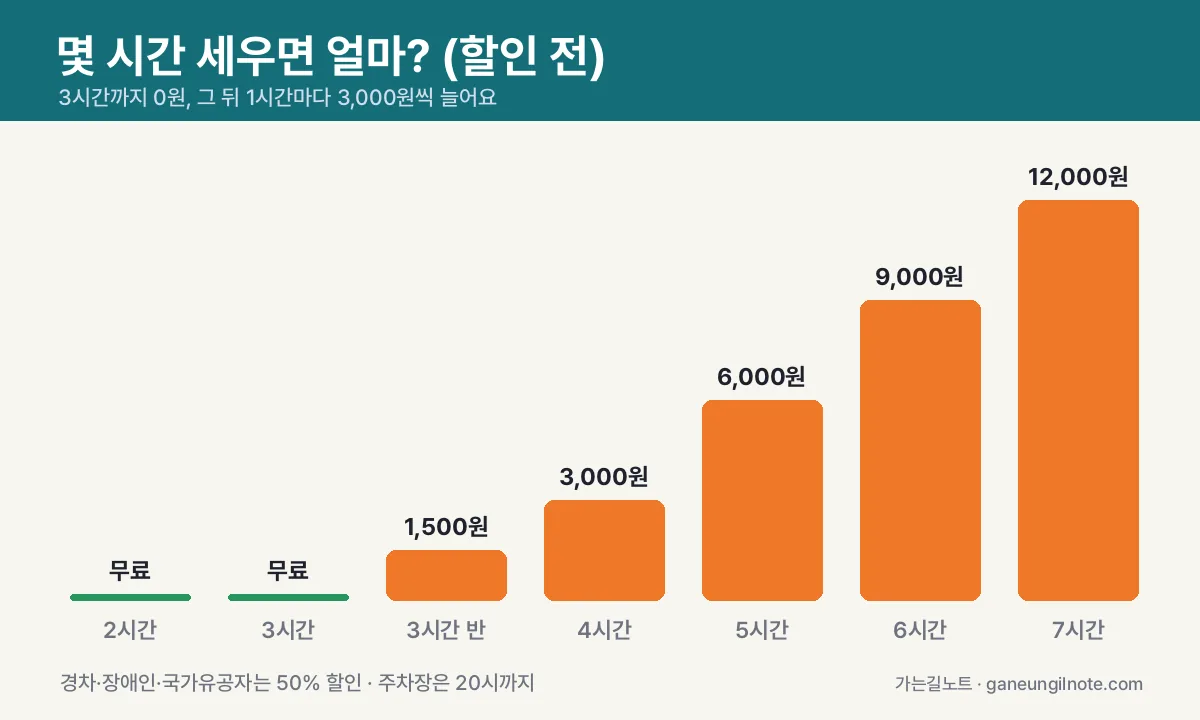 몇 시간 세우면 얼마? (할인 전)
3시간까지 0원, 그 뒤 1시간마다 3,000원씩 늘어요
무료
2시간
무료
3시간
1,500원
3시간 반
3,000원
4시간
6,000원
5시간
9,000원
6시간
12,000원
7시간
경차·장애인·국가유공자는 50% 할인 · 주차장은 20시까지
가는길노트 · ganeungilnote.com